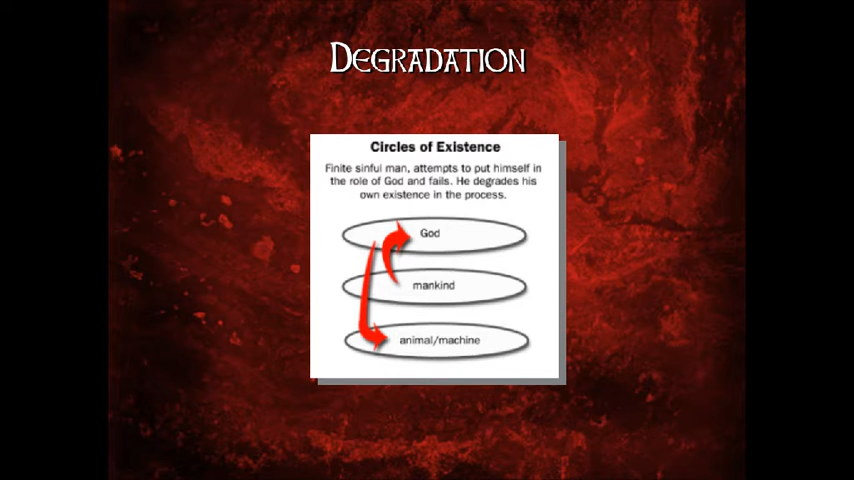 DEGRADATION
Circles of Existence
Finite sinful man, attempts to put himself in
the role of God and fails. He degrades his
own existence in the process.
God
mankind
animal/machine